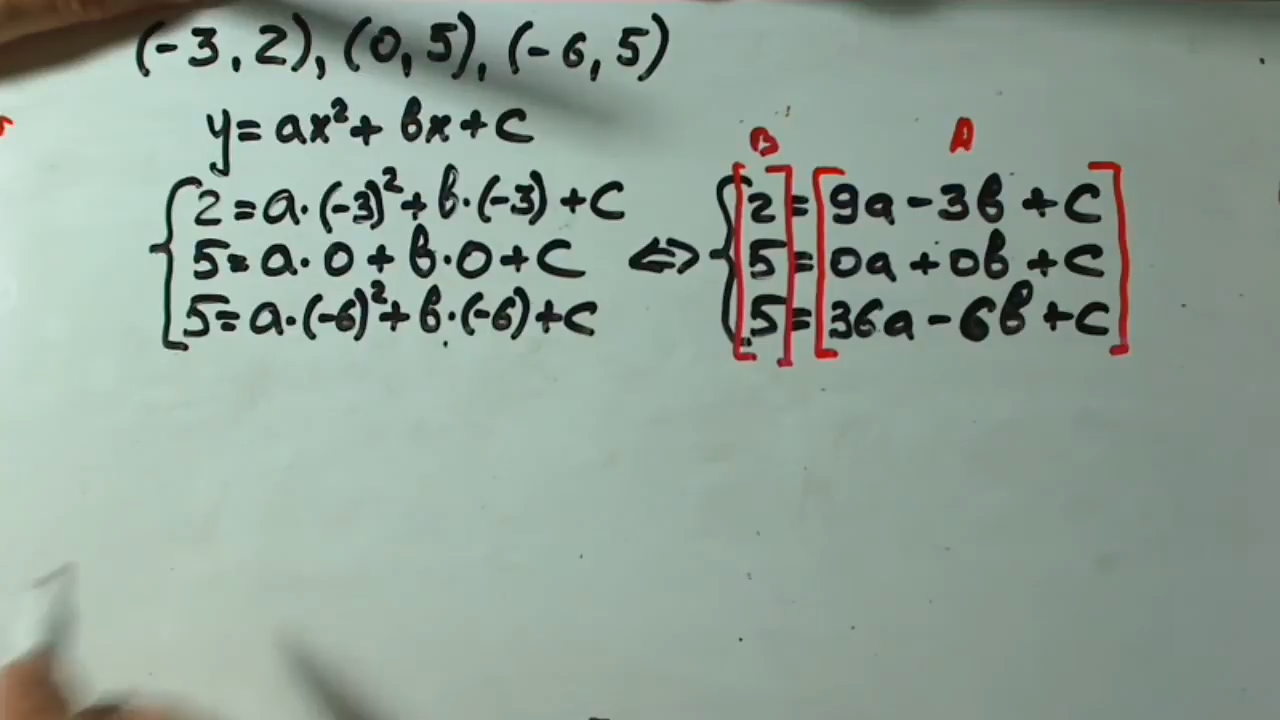 (-3, 2), (0, 5), (-6, 5)
y = ax² + bx + c
B A
2 = a·(-3)² + b·(-3) + c ⇔ 2 = 9a - 3b + c
5 = a·0 + b·0 + c 5 = 0a + 0b + c
5 = a·(-6)² + b·(-6) + c 5 = 36a - 6b + c